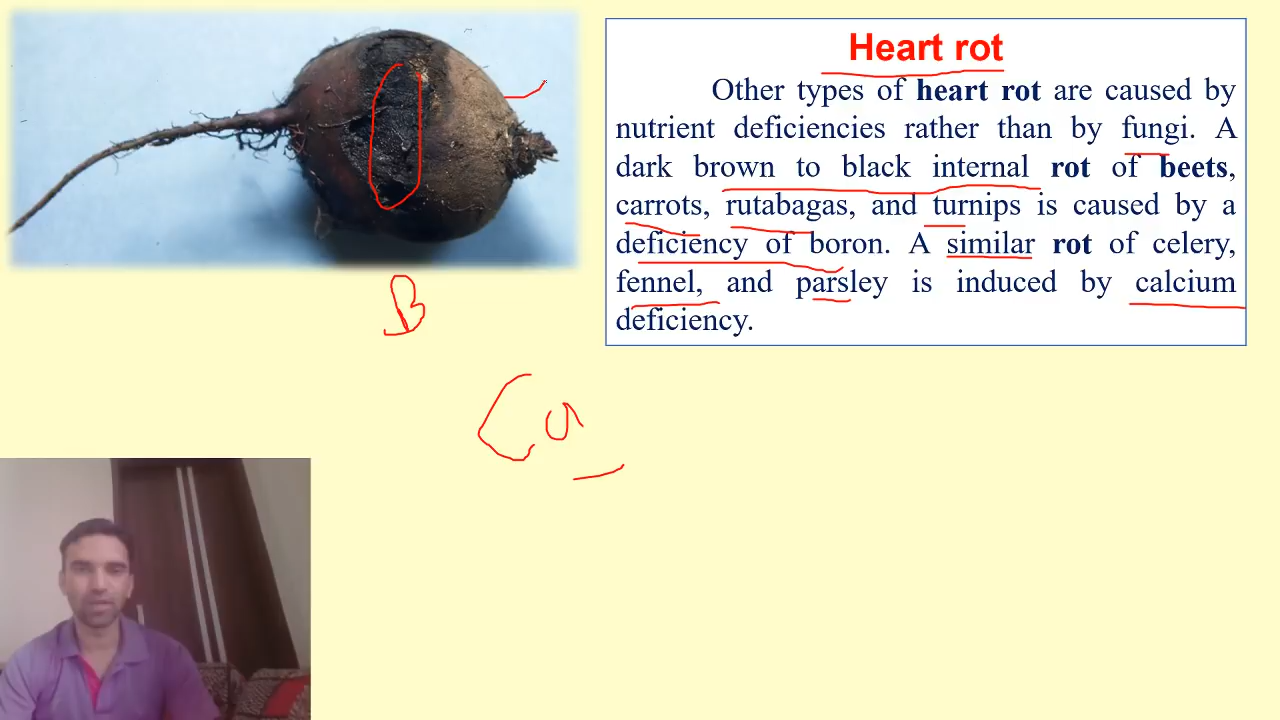 Heart rot
Other types of heart rot are caused by
nutrient deficiencies rather than by fungi. A
dark brown to black internal rot of beets,
carrots, rutabagas, and turnips is caused by a
deficiency of boron. A similar rot of celery,
fennel, and parsley is induced by calcium
deficiency.
B
Ca